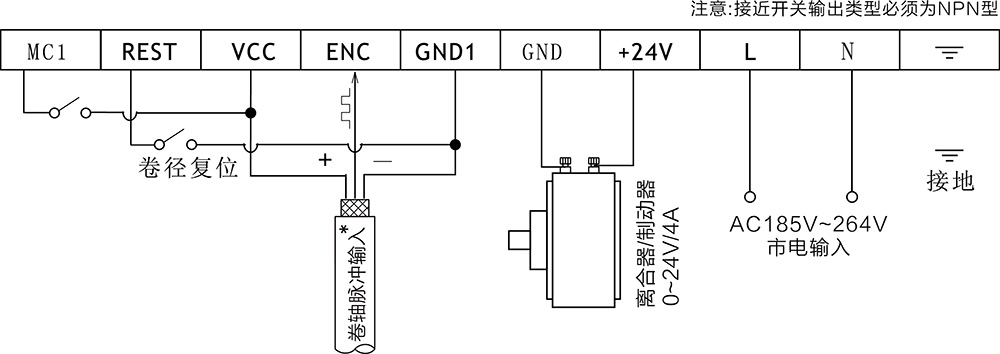 注意:接近开关输出类型必须为NPN型
MC1 REST VCC ENC GND1 GND +24V L N
卷径复位
+ —
接地
*卷轴脉冲输入
离合器/制动器
0~24V/4A
AC185V~264V
市电输入